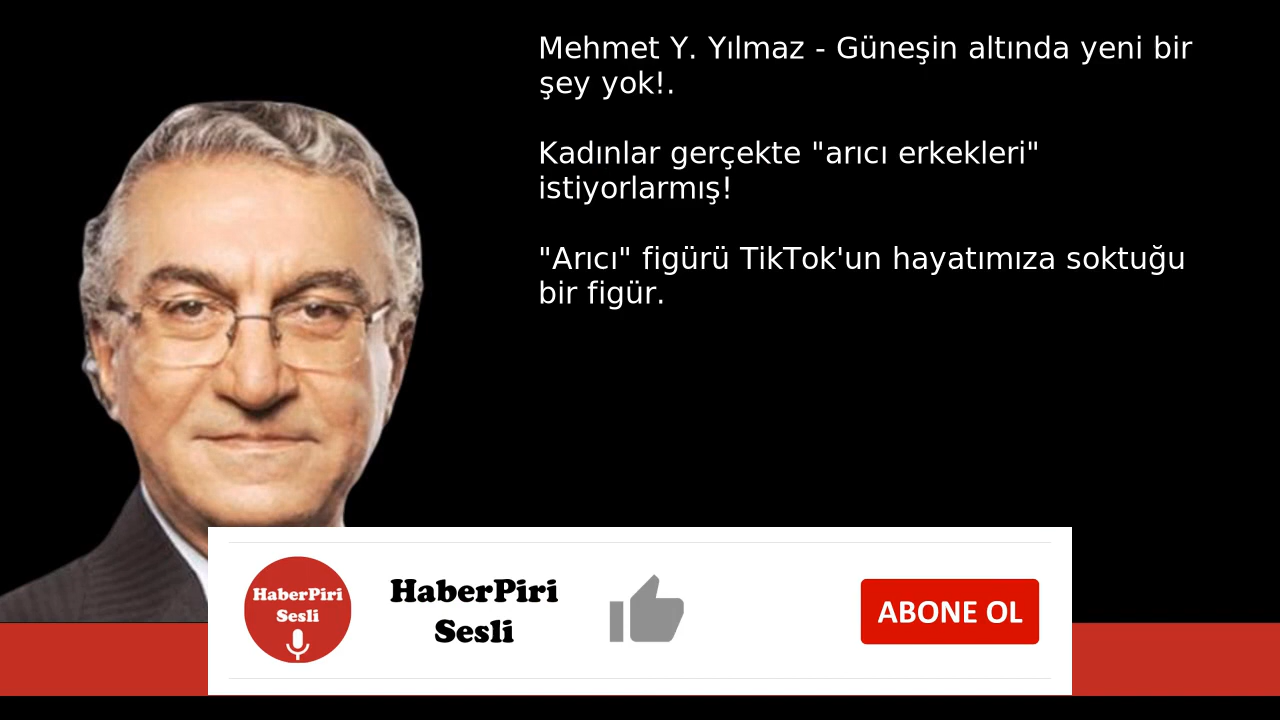 Mehmet Y. Yılmaz - Güneşin altında yeni bir
şey yok!.
Kadınlar gerçekte "arıcı erkekleri"
istiyorlarmış!
"Arıcı" figürü TikTok'un hayatımıza soktuğu
bir figür.
HaberPiri
Sesli
HaberPiri
Sesli
ABONE OL